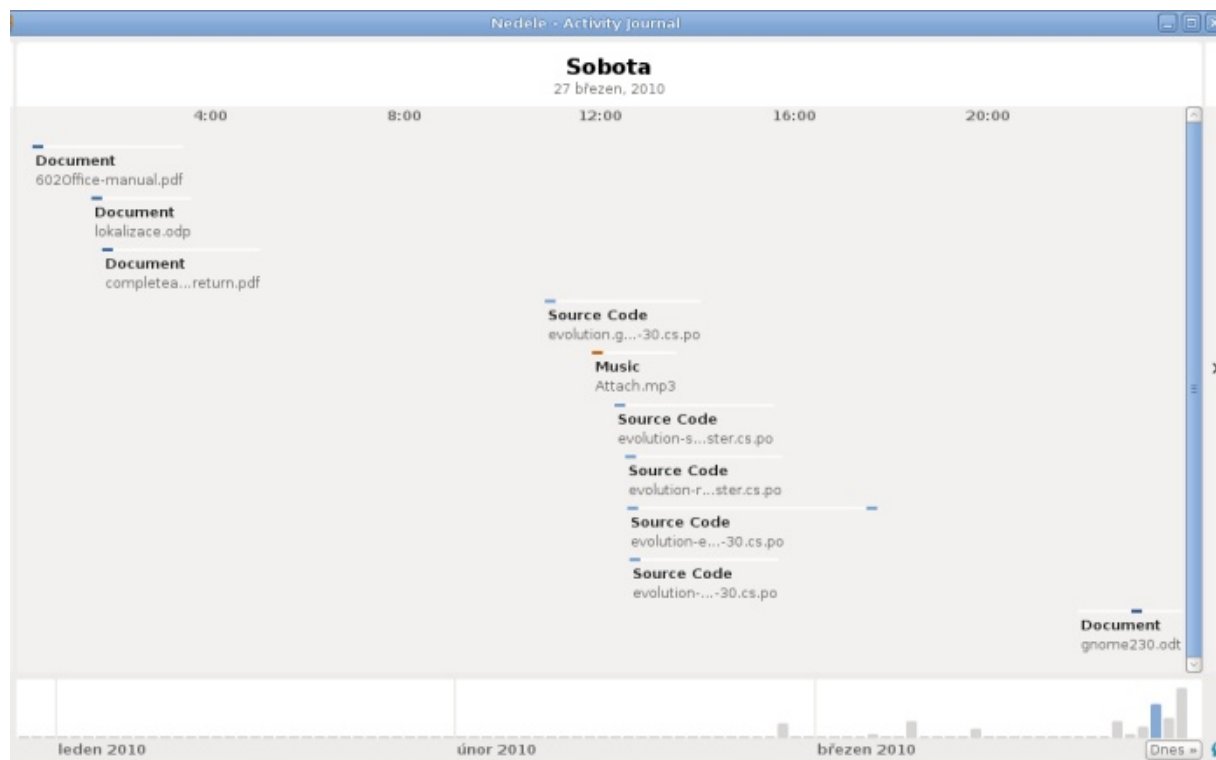 Nedele - Activity Journal
Sobota
27 březen, 2010
4:00 8:00 12:00 16:00 20:00
Document
602Office-manual.pdf
Document
lokalizace.odp
Document
completea...return.pdf
Source Code
evolution.g...-30.cs.po
Music
Attach.mp3
Source Code
evolution-s...ster.cs.po
Source Code
evolution-r...ster.cs.po
Source Code
evolution-e...-30.cs.po
Source Code
evolution-...-30.cs.po
Document
gnome230.odt
leden 2010 únor 2010 březen 2010 Dnes »